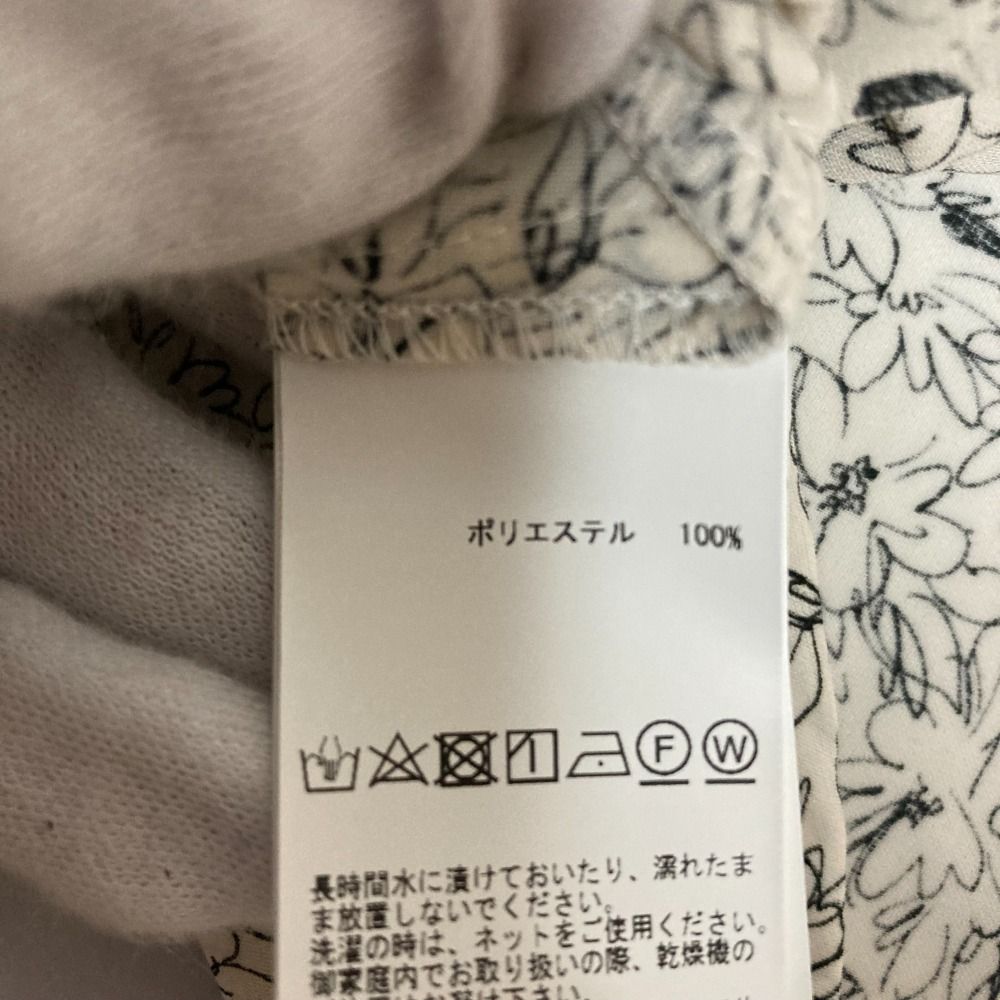 ポリエステル 100%
F W
長時間水に漬けておいたり、濡れたま
ま放置しないでください。
洗濯の時は、ネットをご使用ください。
御家庭内でお取り扱いの際、乾燥機の